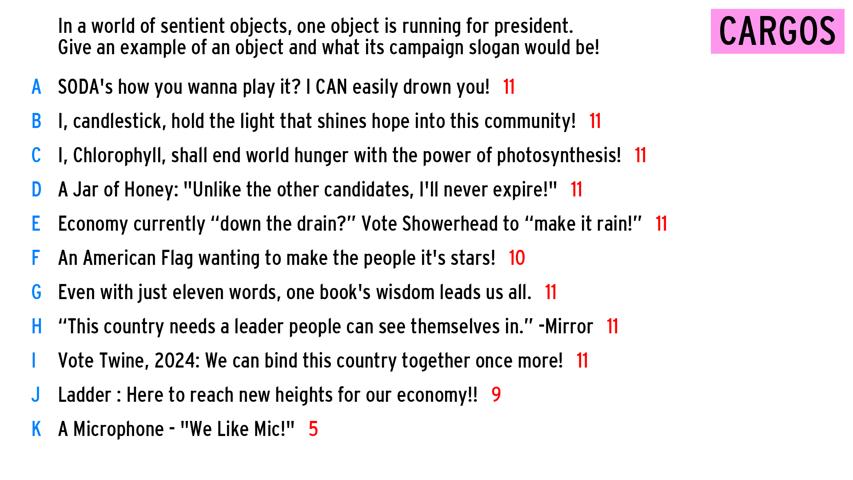 In a world of sentient objects, one object is running for president.
Give an example of an object and what its campaign slogan would be!
CARGOS
A SODA's how you wanna play it? I CAN easily drown you! 11
B I, candlestick, hold the light that shines hope into this community! 11
C I, Chlorophyll, shall end world hunger with the power of photosynthesis! 11
D A Jar of Honey: "Unlike the other candidates, I'll never expire!" 11
E Economy currently “down the drain?” Vote Showerhead to “make it rain!” 11
F An American Flag wanting to make the people it's stars! 10
G Even with just eleven words, one book's wisdom leads us all. 11
H “This country needs a leader people can see themselves in.” -Mirror 11
I Vote Twine, 2024: We can bind this country together once more! 11
J Ladder : Here to reach new heights for our economy!! 9
K A Microphone - "We Like Mic!" 5